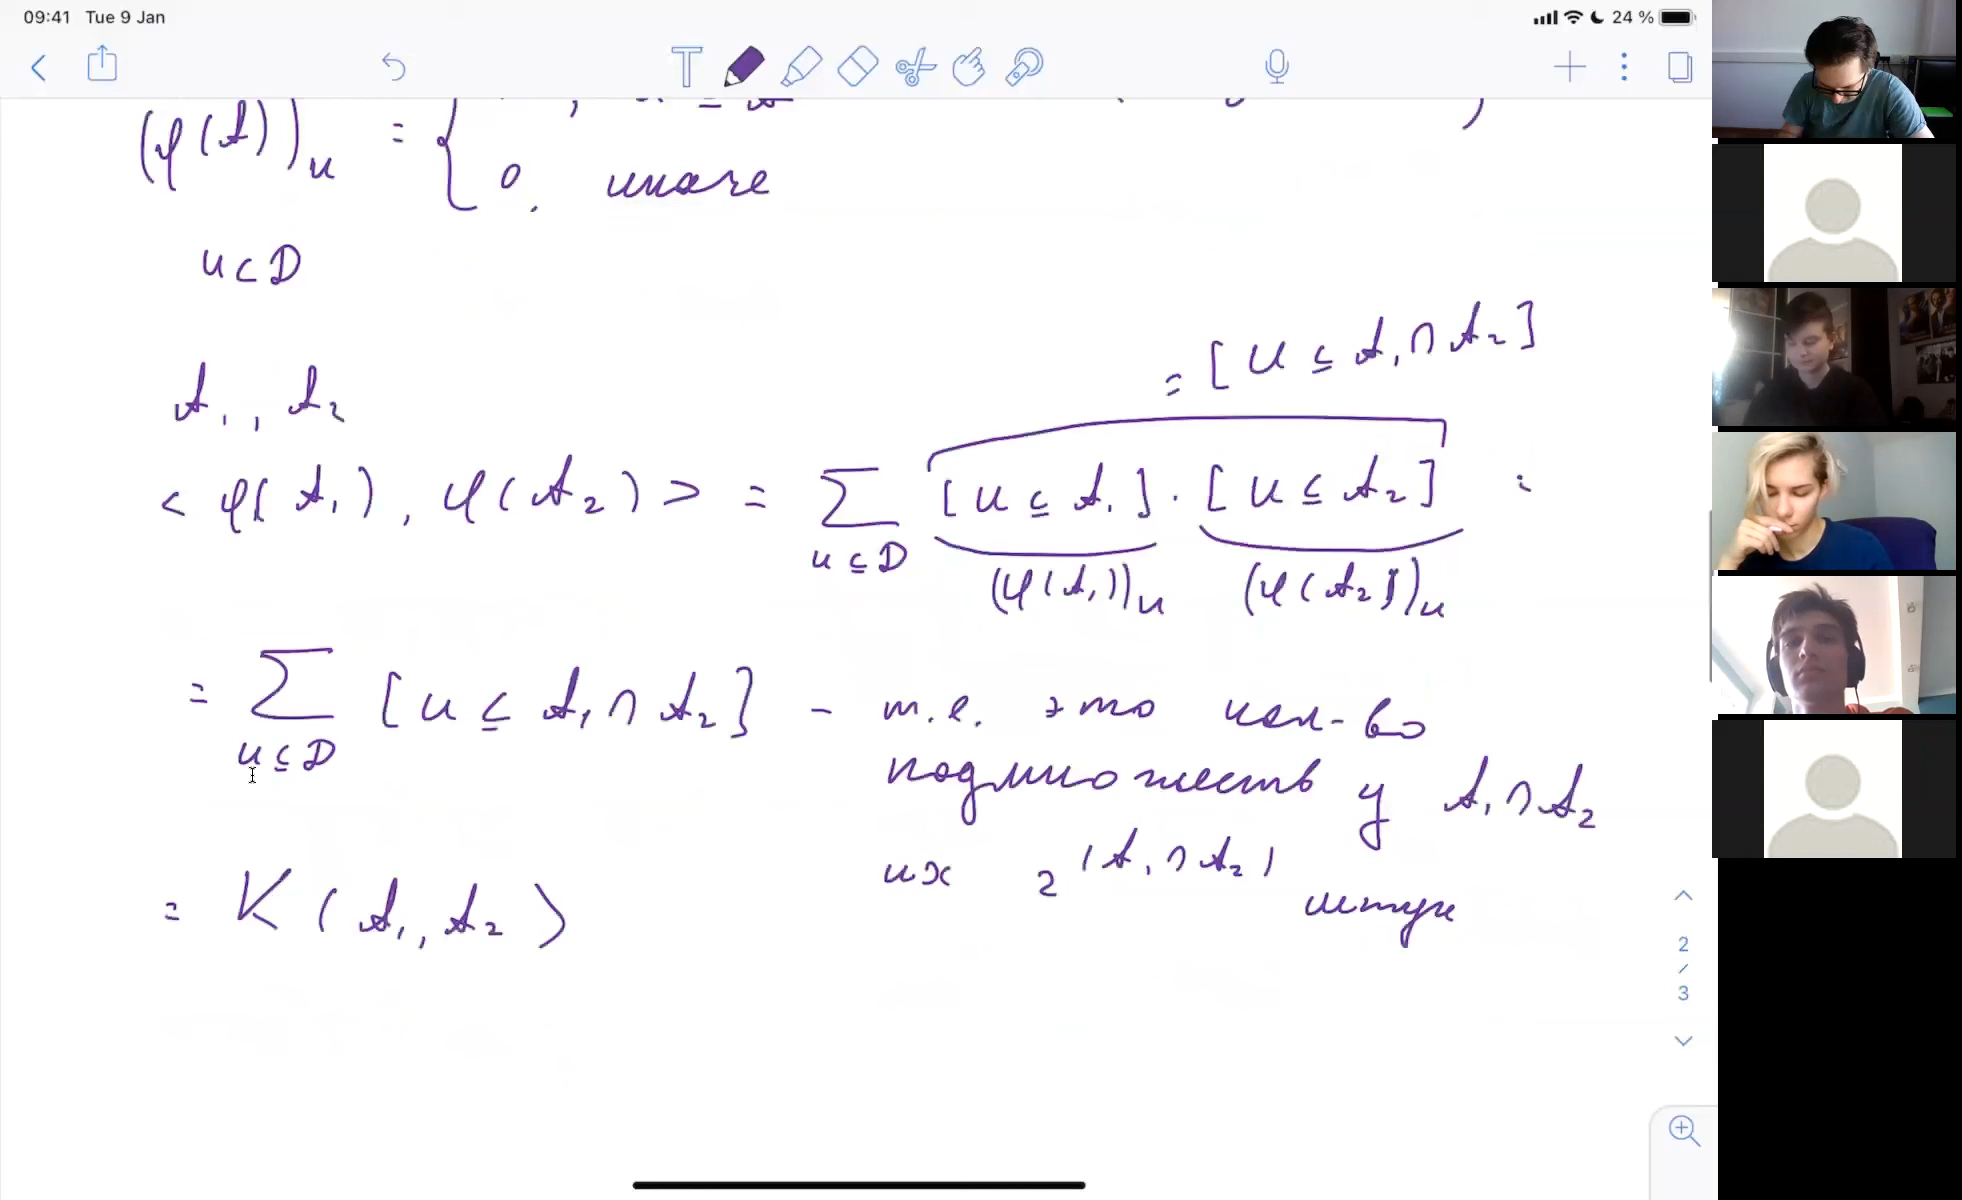 09:41 Tue 9 Jan
24 %
(φ(A))_u = { , ⊆ A
0, иначе
u ⊂ D
= [u ⊆ A₁ ∩ A₂]
A₁, A₂
< φ(A₁), φ(A₂) > = Σ [u ⊆ A₁] · [u ⊆ A₂] =
u ⊆ D
(φ(A₁))_u (φ(A₂))_u
= Σ [u ⊆ A₁ ∩ A₂] - т.е. это кол-во
u ⊆ D
подмножеств у A₁ ∩ A₂
их 2^|A₁ ∩ A₂| штук
= K(A₁, A₂)
2
/
3